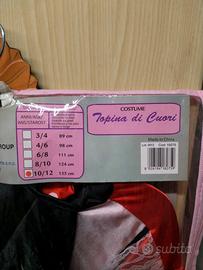 COSTUME
Topina di Cuori
Made in China
ANNI/AGE/
ANS/STAROST
3/4 89 cm
4/6 98 cm
6/8 111 cm
8/10 124 cm
10/12 135 cm
GROUP
subito